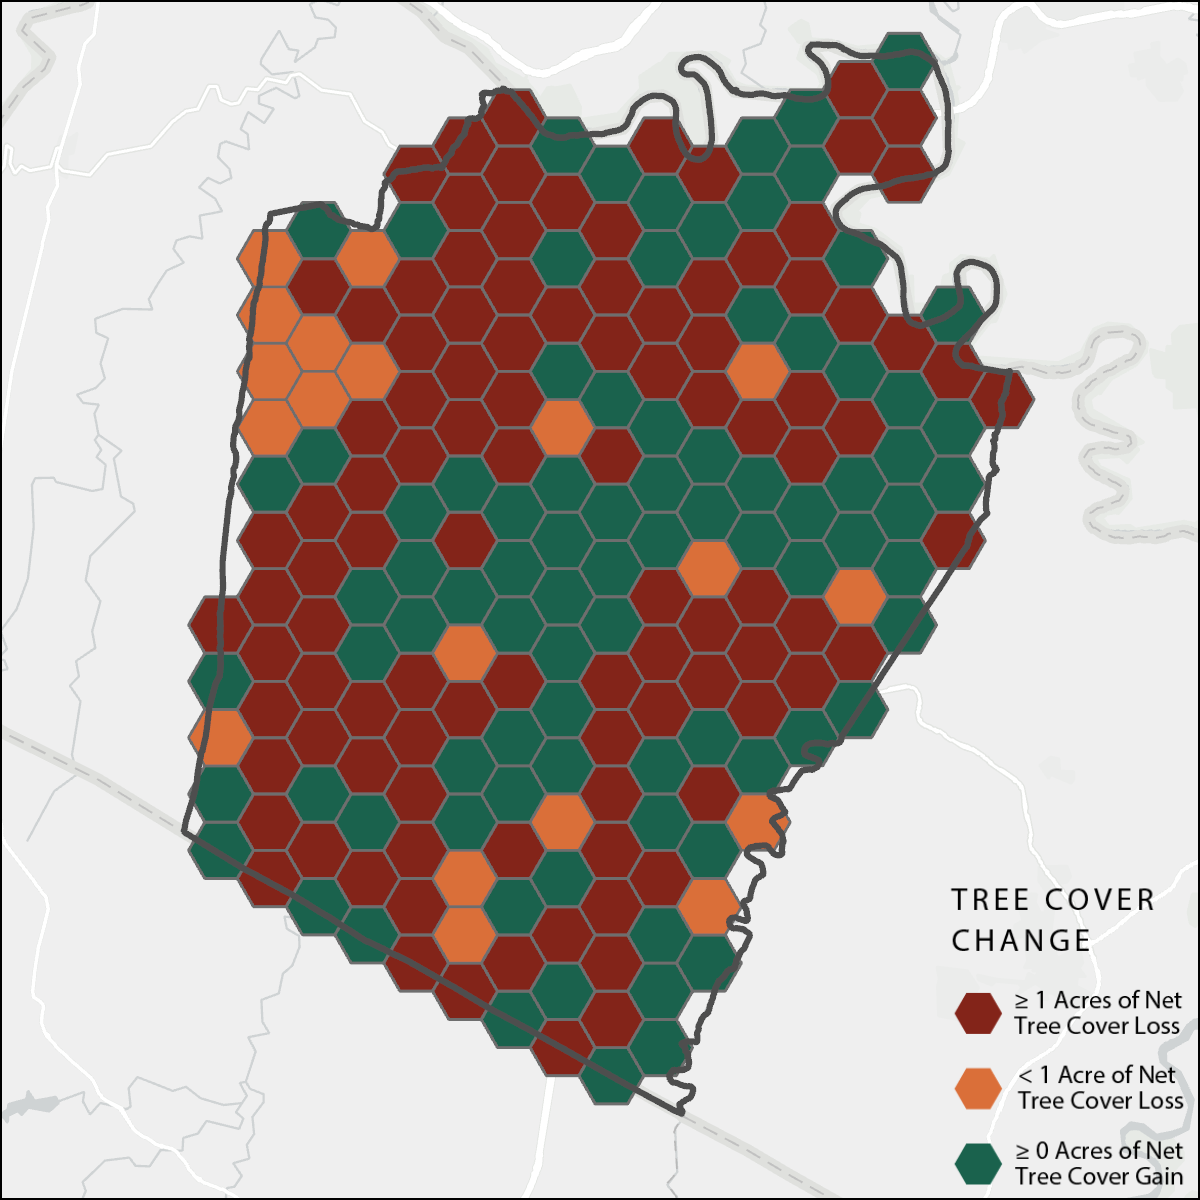 TREE COVER
CHANGE
≥ 1 Acres of Net
Tree Cover Loss
< 1 Acre of Net
Tree Cover Loss
≥ 0 Acres of Net
Tree Cover Gain